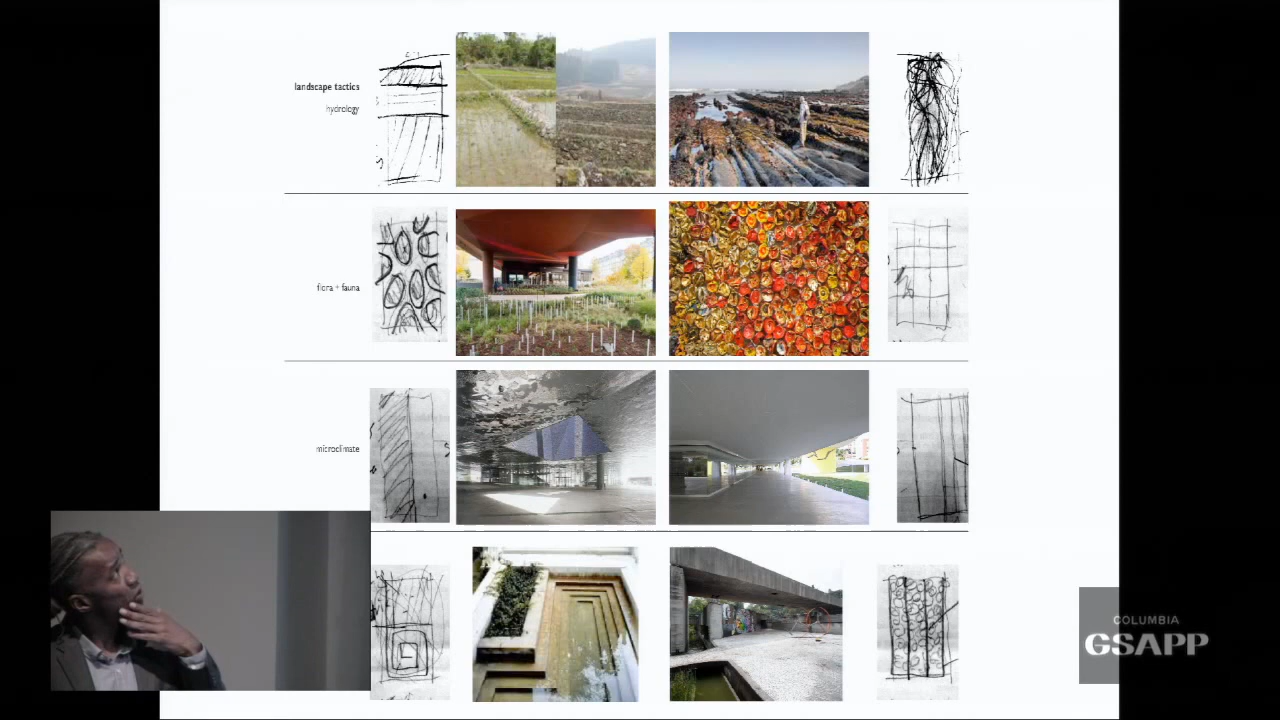 landscape tactics
hydrology
flora + fauna
microclimate
COLUMBIA
GSAPP